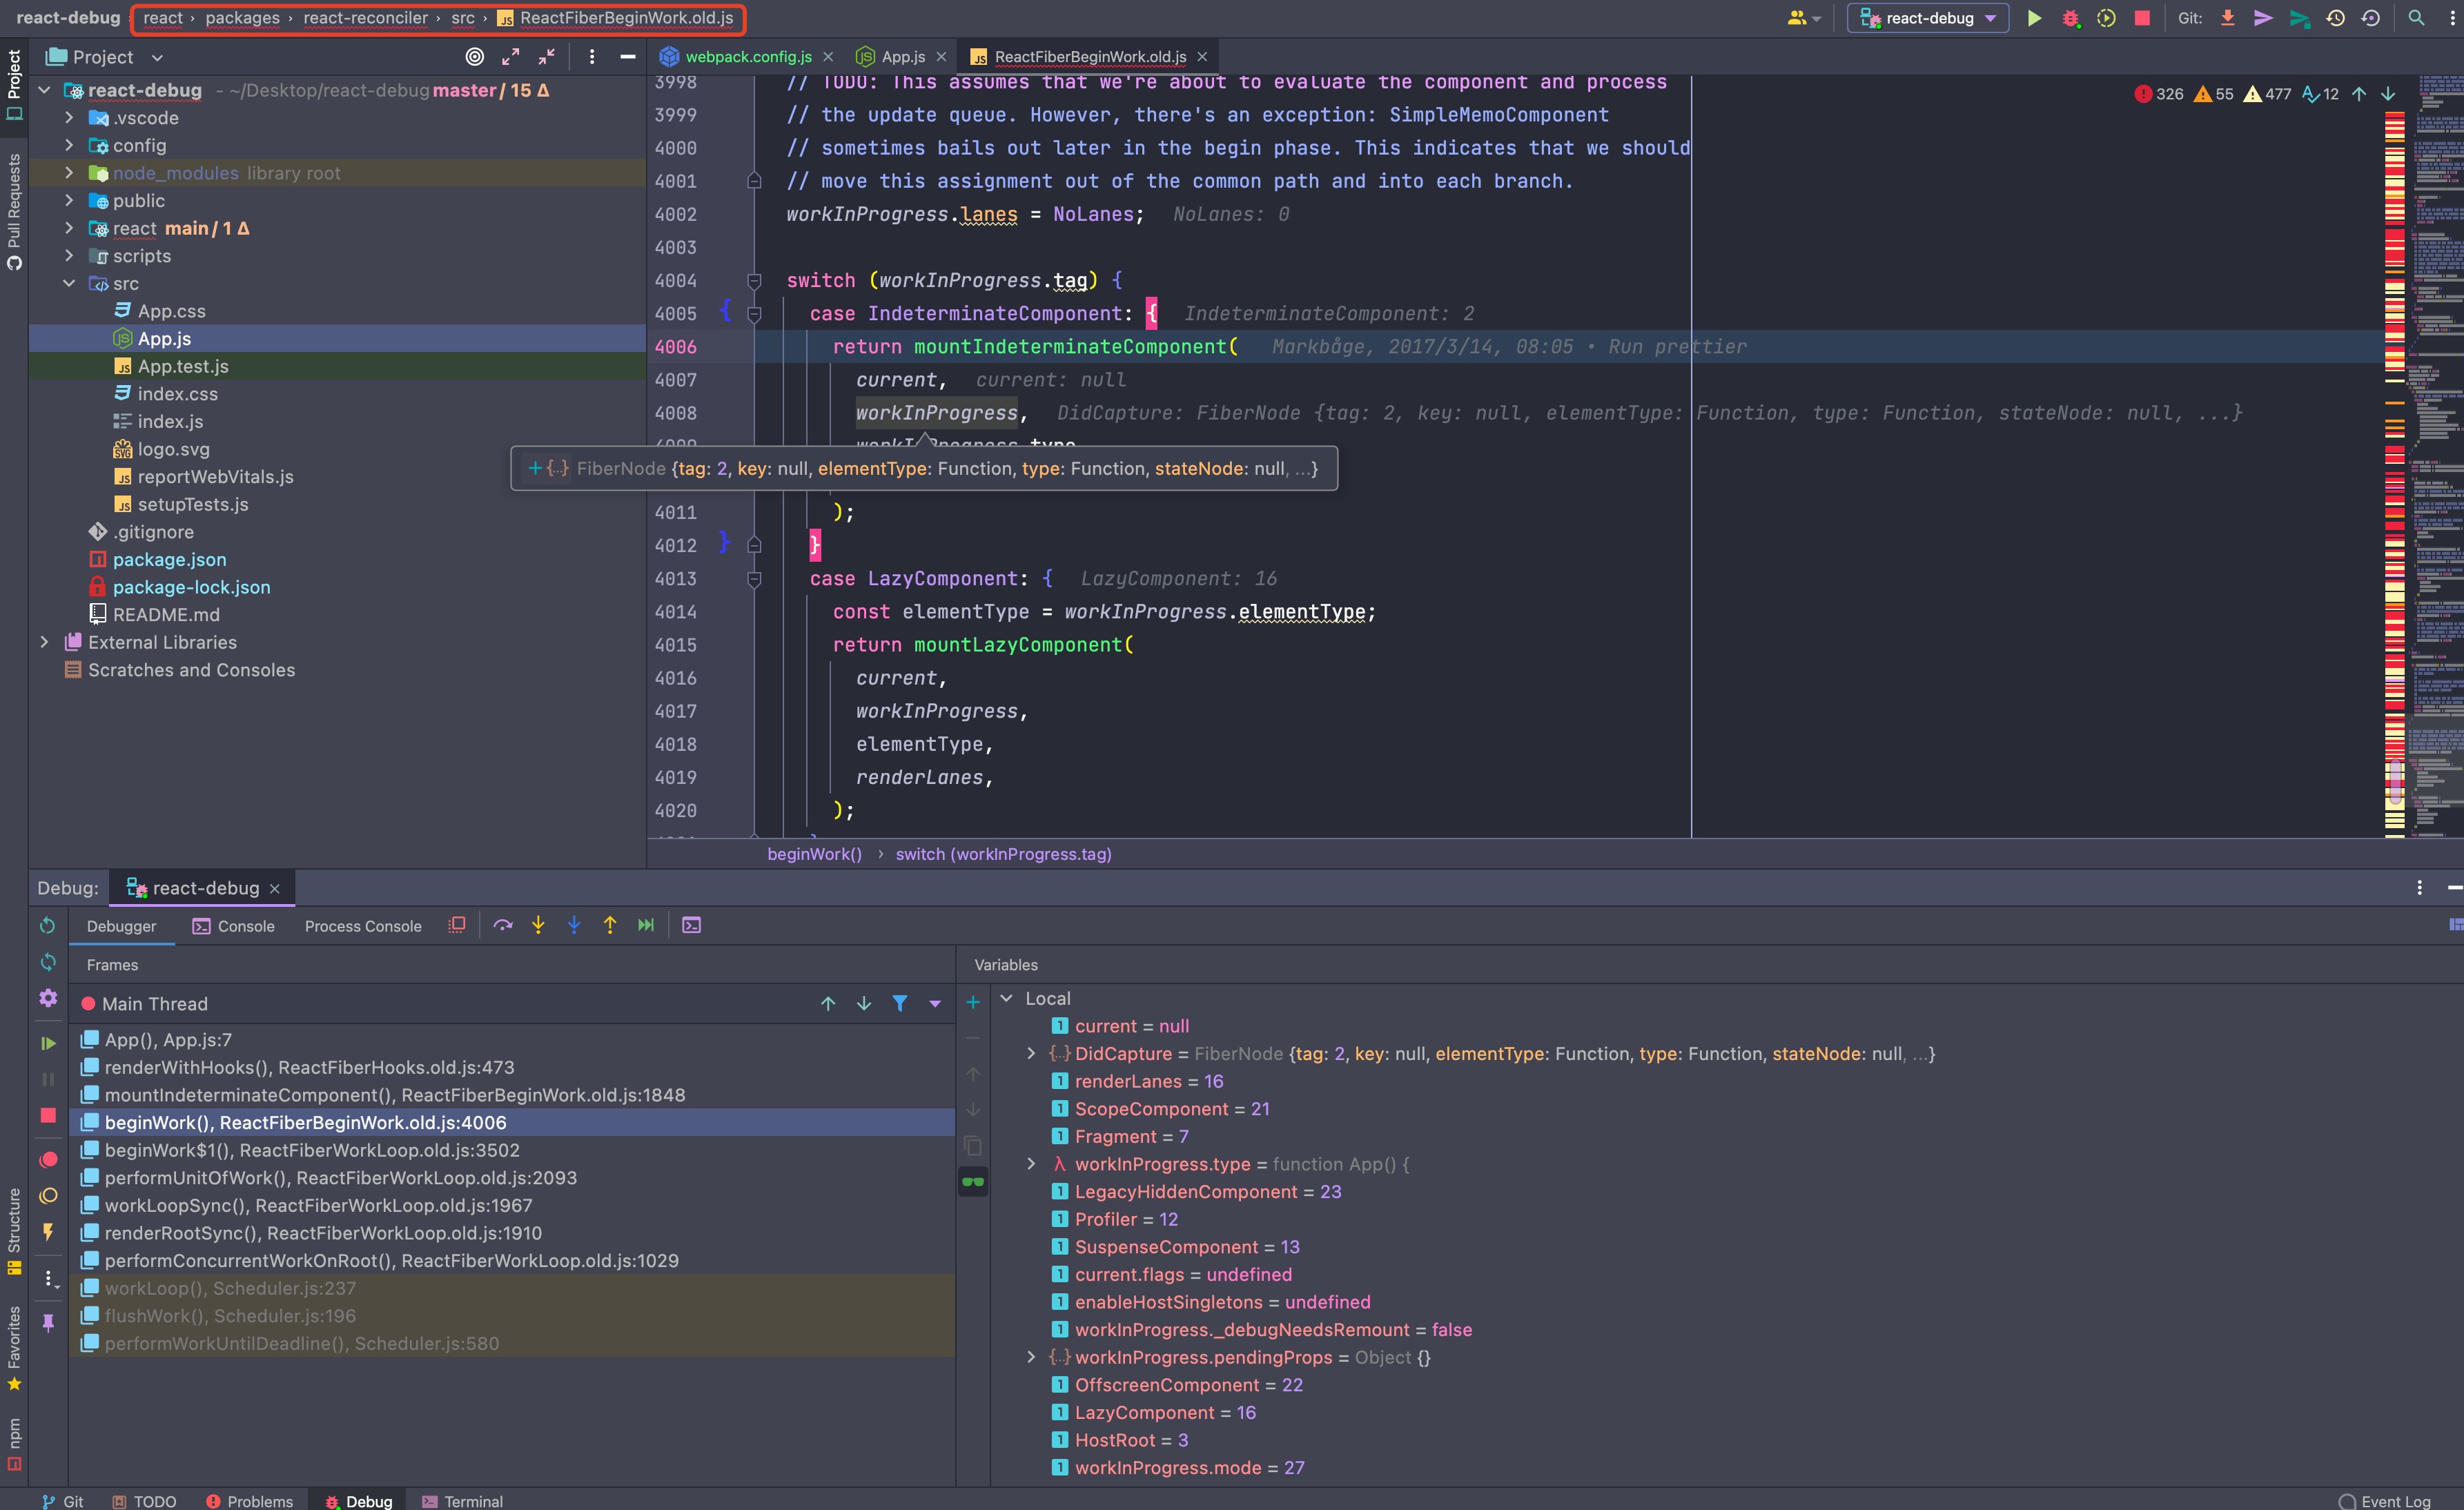 react-debug react › packages › react-reconciler › src › JS ReactFiberBeginWork.old.js
react-debug Git:
Project
webpack.config.js App.js JS ReactFiberBeginWork.old.js
Project
Pull Requests
Structure
Favorites
npm
react-debug - ~/Desktop/react-debug master / 15 Δ
.vscode
config
node_modules library root
public
react main / 1 Δ
scripts
src
App.css
App.js
JS App.test.js
index.css
index.js
logo.svg
JS reportWebVitals.js
JS setupTests.js
.gitignore
package.json
package-lock.json
README.md
External Libraries
Scratches and Consoles
326 55 477 12
3998 // TODO: This assumes that we're about to evaluate the component and process
3999 // the update queue. However, there's an exception: SimpleMemoComponent
4000 // sometimes bails out later in the begin phase. This indicates that we should
4001 // move this assignment out of the common path and into each branch.
4002 workInProgress.lanes = NoLanes; NoLanes: 0
4003
4004 switch (workInProgress.tag) {
4005 case IndeterminateComponent: { IndeterminateComponent: 2
4006 return mountIndeterminateComponent( Markbåge, 2017/3/14, 08:05 • Run prettier
4007 current, current: null
4008 workInProgress, DidCapture: FiberNode {tag: 2, key: null, elementType: Function, type: Function, stateNode: null, ...}
4009 workInProgress.type
+{...} FiberNode {tag: 2, key: null, elementType: Function, type: Function, stateNode: null, ...}
4011 );
4012 }
4013 case LazyComponent: { LazyComponent: 16
4014 const elementType = workInProgress.elementType;
4015 return mountLazyComponent(
4016 current,
4017 workInProgress,
4018 elementType,
4019 renderLanes,
4020 );
beginWork() › switch (workInProgress.tag)
Debug: react-debug
Debugger Console Process Console
Frames
Main Thread
App(), App.js:7
renderWithHooks(), ReactFiberHooks.old.js:473
mountIndeterminateComponent(), ReactFiberBeginWork.old.js:1848
beginWork(), ReactFiberBeginWork.old.js:4006
beginWork$1(), ReactFiberWorkLoop.old.js:3502
performUnitOfWork(), ReactFiberWorkLoop.old.js:2093
workLoopSync(), ReactFiberWorkLoop.old.js:1967
renderRootSync(), ReactFiberWorkLoop.old.js:1910
performConcurrentWorkOnRoot(), ReactFiberWorkLoop.old.js:1029
workLoop(), Scheduler.js:237
flushWork(), Scheduler.js:196
performWorkUntilDeadline(), Scheduler.js:580
Variables
Local
current = null
{...} DidCapture = FiberNode {tag: 2, key: null, elementType: Function, type: Function, stateNode: null, ...}
renderLanes = 16
ScopeComponent = 21
Fragment = 7
λ workInProgress.type = function App() {
LegacyHiddenComponent = 23
Profiler = 12
SuspenseComponent = 13
current.flags = undefined
enableHostSingletons = undefined
workInProgress._debugNeedsRemount = false
{...} workInProgress.pendingProps = Object {}
OffscreenComponent = 22
LazyComponent = 16
HostRoot = 3
workInProgress.mode = 27
Git TODO Problems Debug Terminal
Event Log